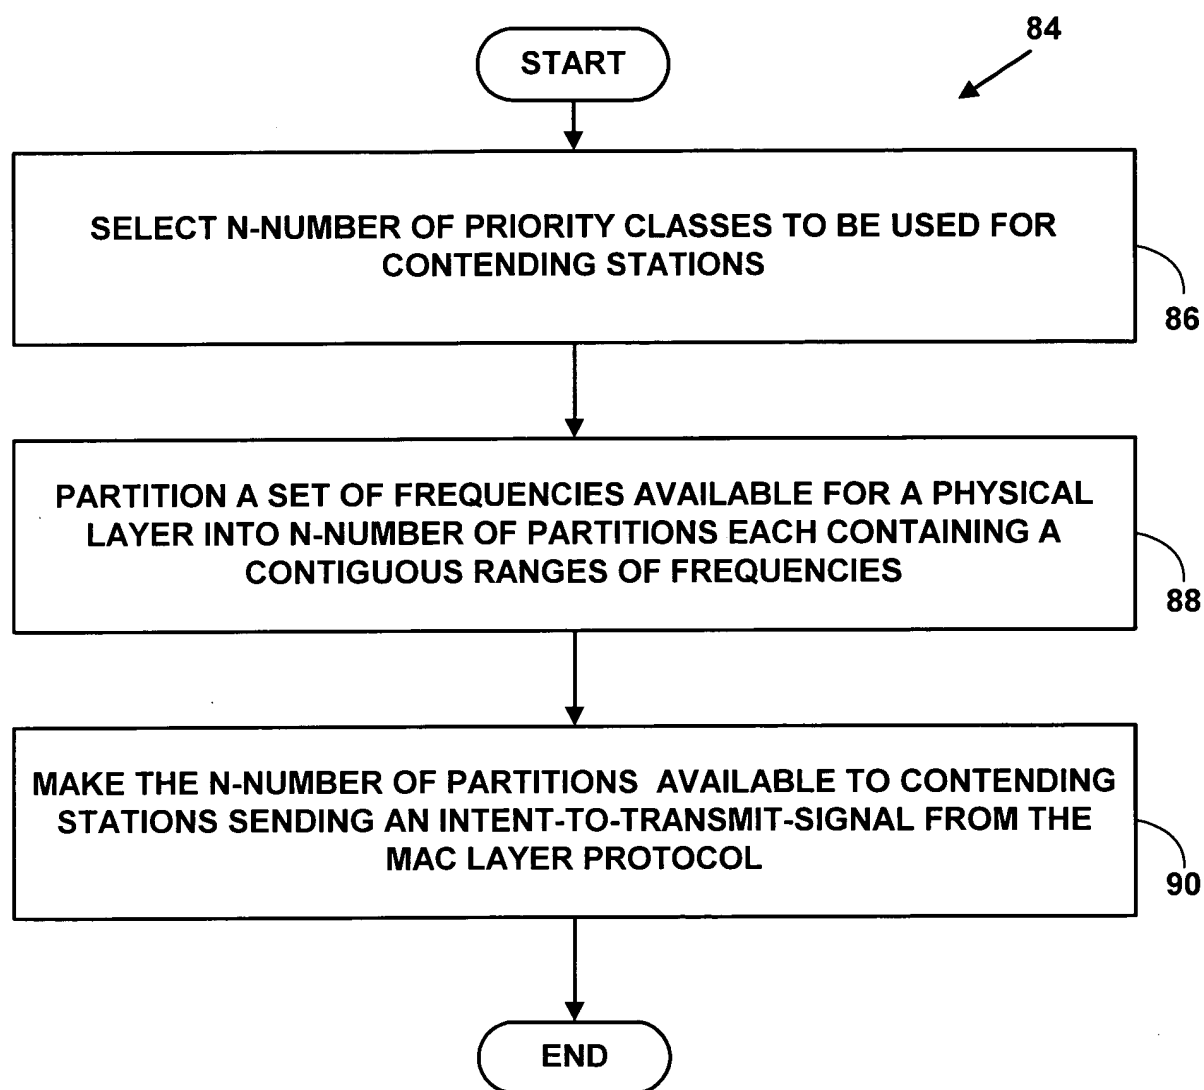 84
START
SELECT N-NUMBER OF PRIORITY CLASSES TO BE USED FOR
CONTENDING STATIONS
86
PARTITION A SET OF FREQUENCIES AVAILABLE FOR A PHYSICAL
LAYER INTO N-NUMBER OF PARTITIONS EACH CONTAINING A
CONTIGUOUS RANGES OF FREQUENCIES
88
MAKE THE N-NUMBER OF PARTITIONS AVAILABLE TO CONTENDING
STATIONS SENDING AN INTENT-TO-TRANSMIT-SIGNAL FROM THE
MAC LAYER PROTOCOL
90
END